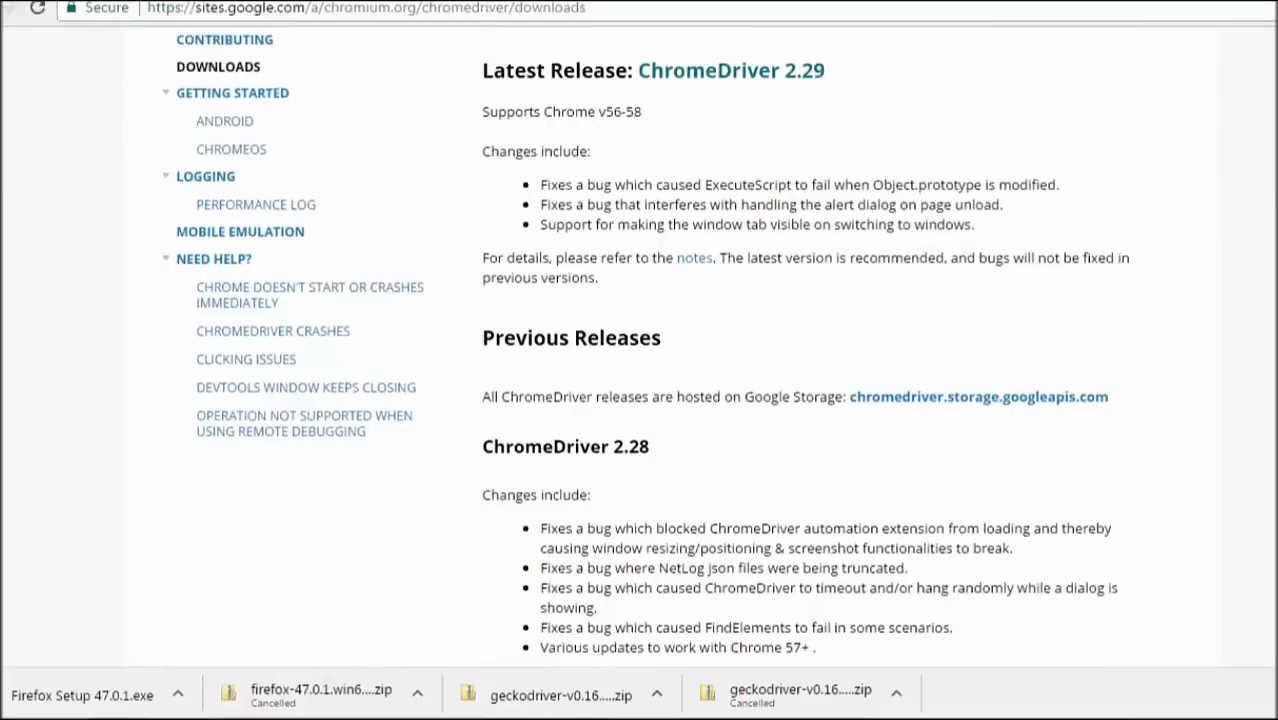 Secure
https://sites.google.com/a/chromium.org/chromedriver/downloads
CONTRIBUTING
DOWNLOADS
GETTING STARTED
ANDROID
CHROMEOS
LOGGING
PERFORMANCE LOG
MOBILE EMULATION
NEED HELP?
CHROME DOESN'T START OR CRASHES
IMMEDIATELY
CHROMEDRIVER CRASHES
CLICKING ISSUES
DEVTOOLS WINDOW KEEPS CLOSING
OPERATION NOT SUPPORTED WHEN
USING REMOTE DEBUGGING
Latest Release: ChromeDriver 2.29
Supports Chrome v56-58
Changes include:
Fixes a bug which caused ExecuteScript to fail when Object.prototype is modified.
Fixes a bug that interferes with handling the alert dialog on page unload.
Support for making the window tab visible on switching to windows.
For details, please refer to the notes. The latest version is recommended, and bugs will not be fixed in
previous versions.
Previous Releases
All ChromeDriver releases are hosted on Google Storage: chromedriver.storage.googleapis.com
ChromeDriver 2.28
Changes include:
Fixes a bug which blocked ChromeDriver automation extension from loading and thereby
causing window resizing/positioning & screenshot functionalities to break.
Fixes a bug where NetLog json files were being truncated.
Fixes a bug which caused ChromeDriver to timeout and/or hang randomly while a dialog is
showing.
Fixes a bug which caused FindElements to fail in some scenarios.
Various updates to work with Chrome 57+ .
Firefox Setup 47.0.1.exe
firefox-47.0.1.win6....zip
Cancelled
geckodriver-v0.16.....zip
geckodriver-v0.16.....zip
Cancelled